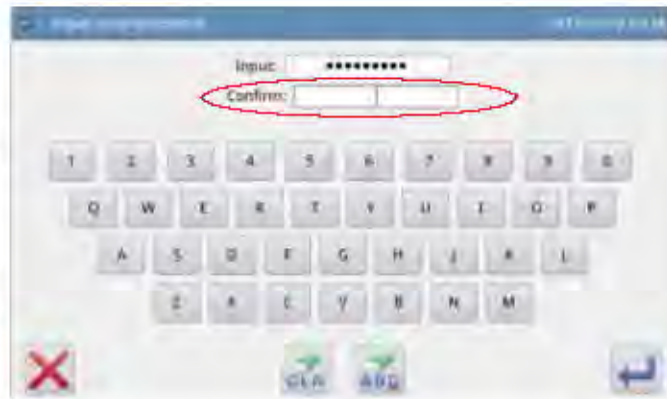 Input: •••••••••
Confirm:
1 2 3 4 5 6 7 8 9 0
Q W E R T Y U I O P
A S D F G H J K L
Z X C V B N M
CLR ABC